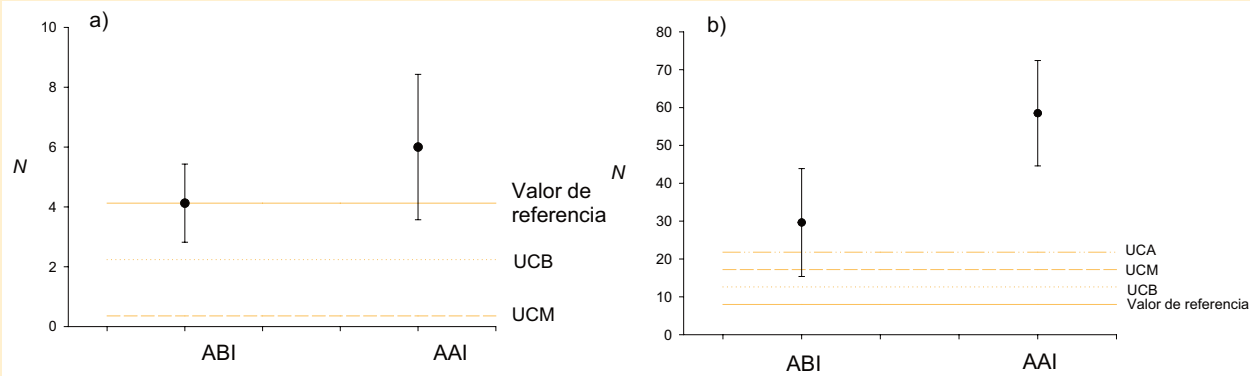 a)
10
8
6
4
2
0
N
Valor de
referencia
UCB
UCM
ABI
AAI
b)
80
70
60
50
40
30
20
10
0
N
UCA
UCM
UCB
Valor de referencia
ABI
AAI